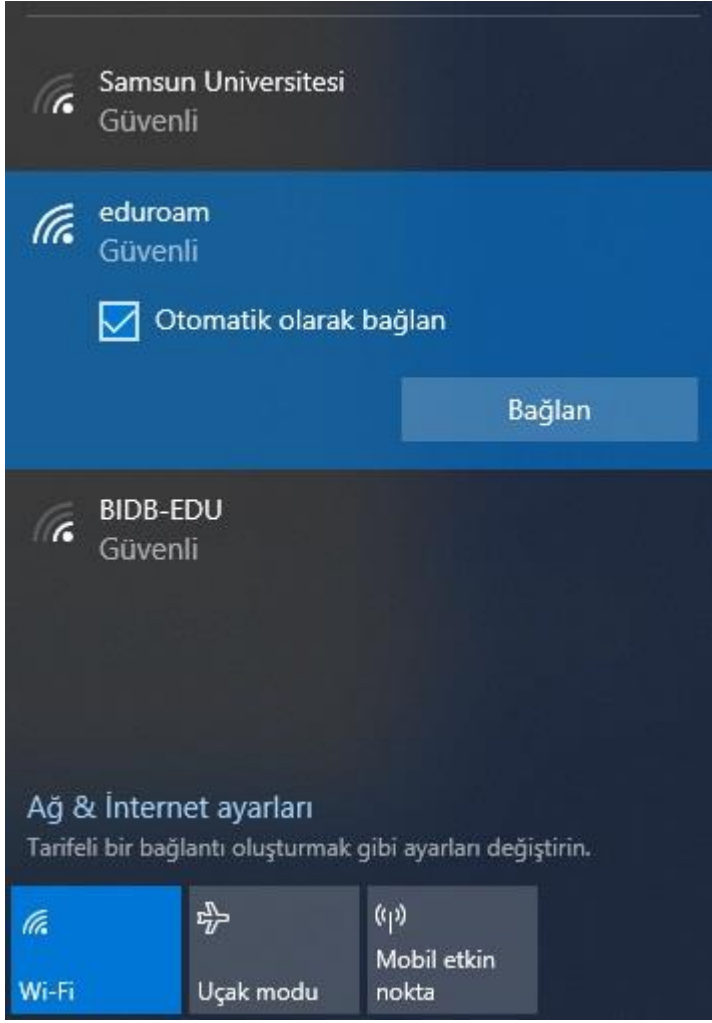 Samsun Universitesi
Güvenli
eduroam
Güvenli
Otomatik olarak bağlan
Bağlan
BIDB-EDU
Güvenli
Ağ & İnternet ayarları
Tarifeli bir bağlantı oluşturmak gibi ayarları değiştirin.
Wi-Fi
Uçak modu
Mobil etkin
nokta